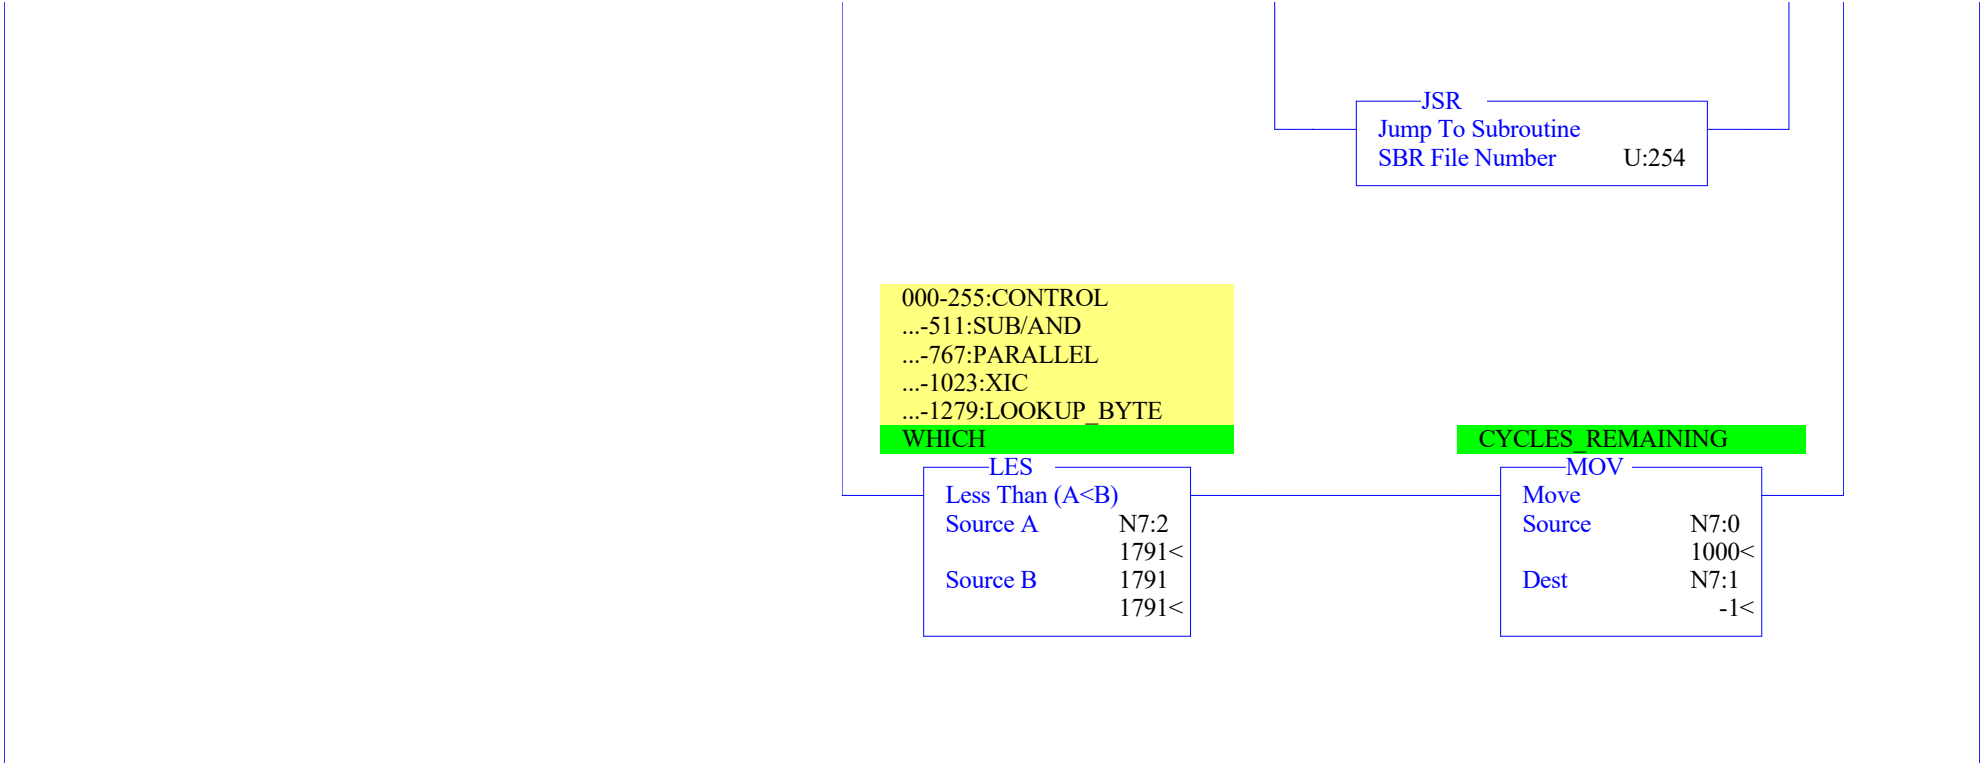 JSR
Jump To Subroutine
SBR File Number U:254
000-255:CONTROL
...-511:SUB/AND
...-767:PARALLEL
...-1023:XIC
...-1279:LOOKUP_BYTE
WHICH
LES
Less Than (A<B)
Source A N7:2
1791<
Source B 1791
1791<
CYCLES_REMAINING
MOV
Move
Source N7:0
1000<
Dest N7:1
-1<